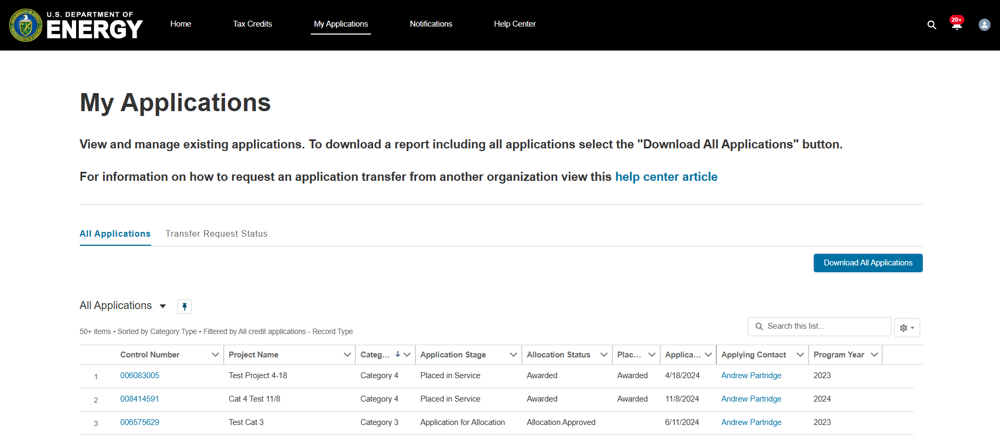 U.S. DEPARTMENT OF
ENERGY
Home Tax Credits My Applications Notifications Help Center
20+
My Applications
View and manage existing applications. To download a report including all applications select the "Download All Applications" button.
For information on how to request an application transfer from another organization view this help center article
All Applications Transfer Request Status
Download All Applications
All Applications
50+ items • Sorted by Category Type • Filtered by All credit applications - Record Type
Search this list...
Control Number Project Name Categ... Application Stage Allocation Status Plac... Applica... Applying Contact Program Year
1 006083005 Test Project 4-18 Category 4 Placed in Service Awarded Awarded 4/18/2024 Andrew Partridge 2023
2 008414591 Cat 4 Test 11/8 Category 4 Placed in Service Awarded Awarded 11/8/2024 Andrew Partridge 2024
3 006575629 Test Cat 3 Category 3 Application for Allocation Allocation Approved 6/11/2024 Andrew Partridge 2023